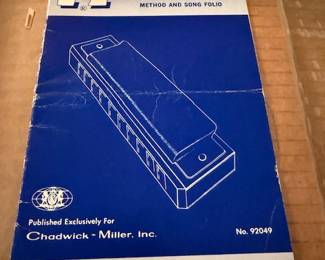 ®
METHOD AND SONG FOLIO
Published Exclusively For
Chadwick-Miller, Inc.
No. 92049